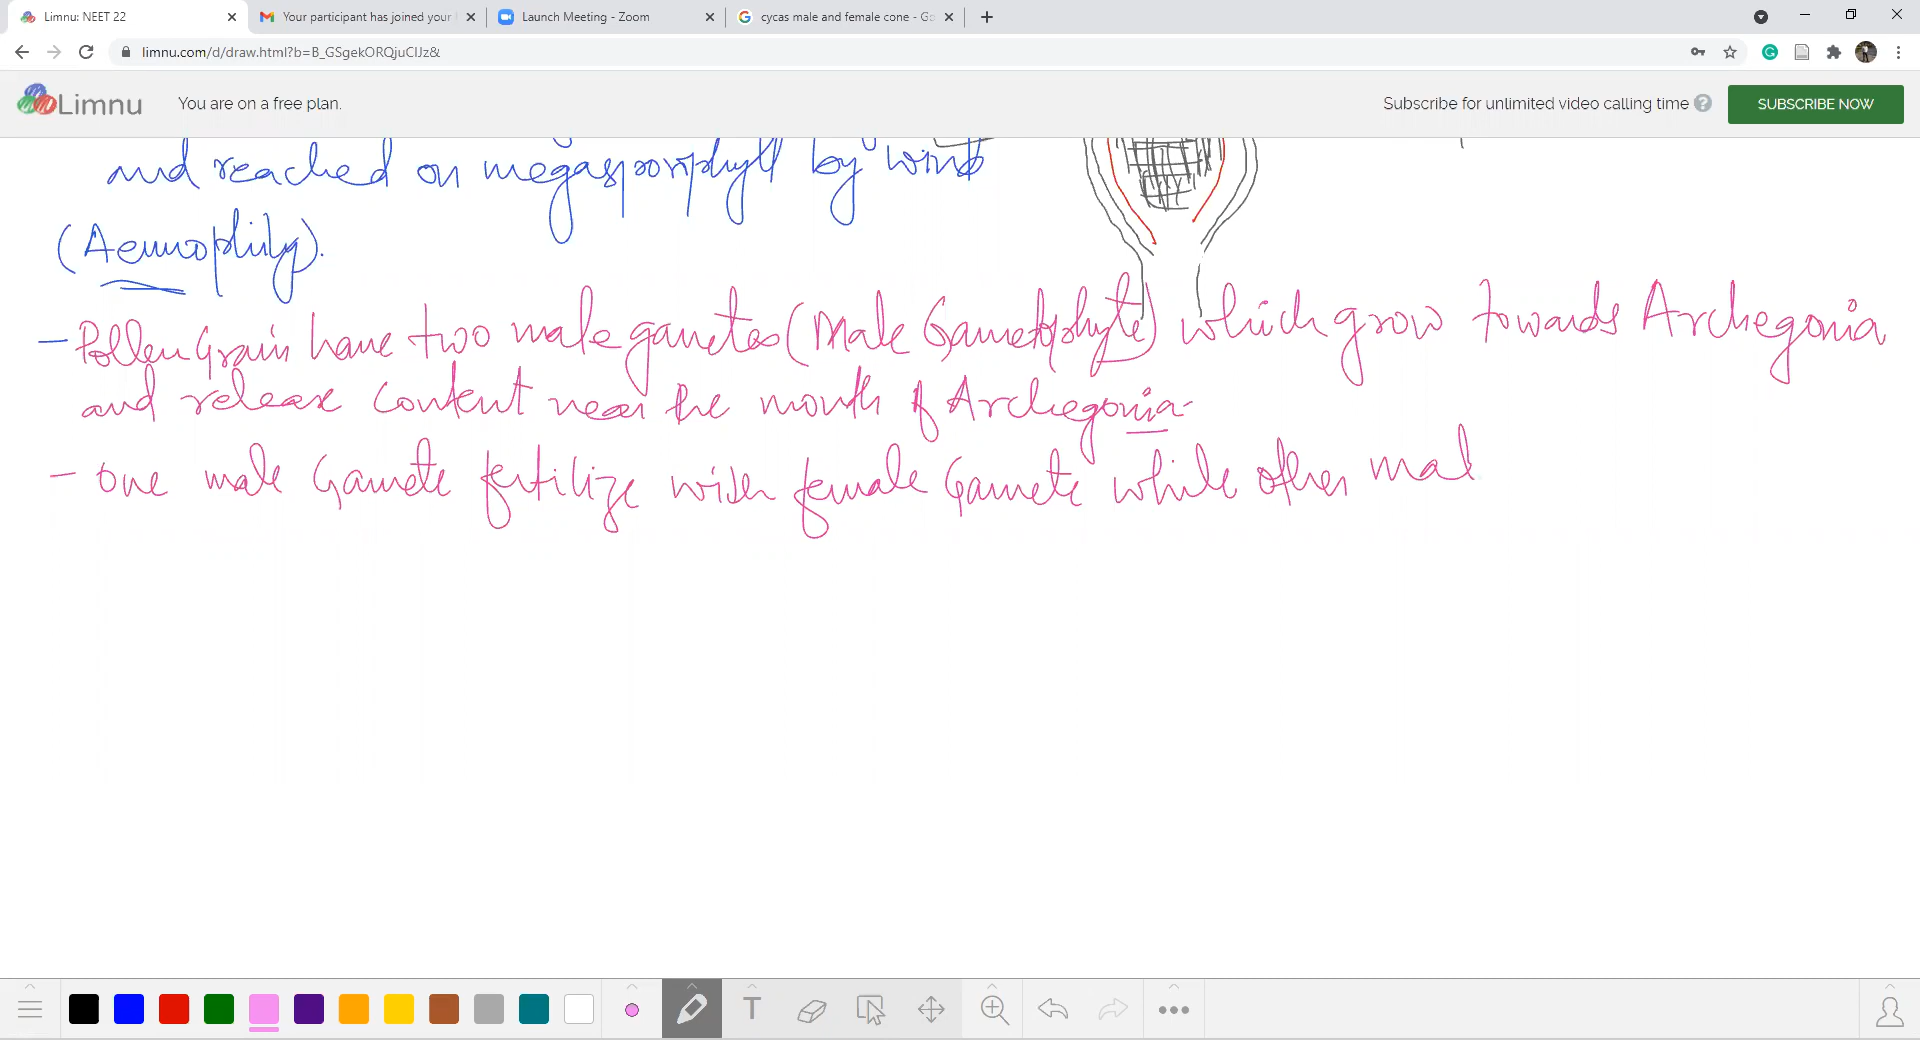 Limnu: NEET 22
Your participant has joined your
Launch Meeting - Zoom
cycas male and female cone - Go
limnu.com/d/draw.html?b=B_GSgekORQjuClJz&
Limnu
You are on a free plan.
Subscribe for unlimited video calling time ?
SUBSCRIBE NOW
and reached on megasporophyll by wind
(Aennophily).
- Pollen Grain have two male gametes (Male Gametophyte) which grow towards Archegonia
and release content near the mouth of Archegonia-
- One male Gamete fertilize with female Gamete while other mal
T